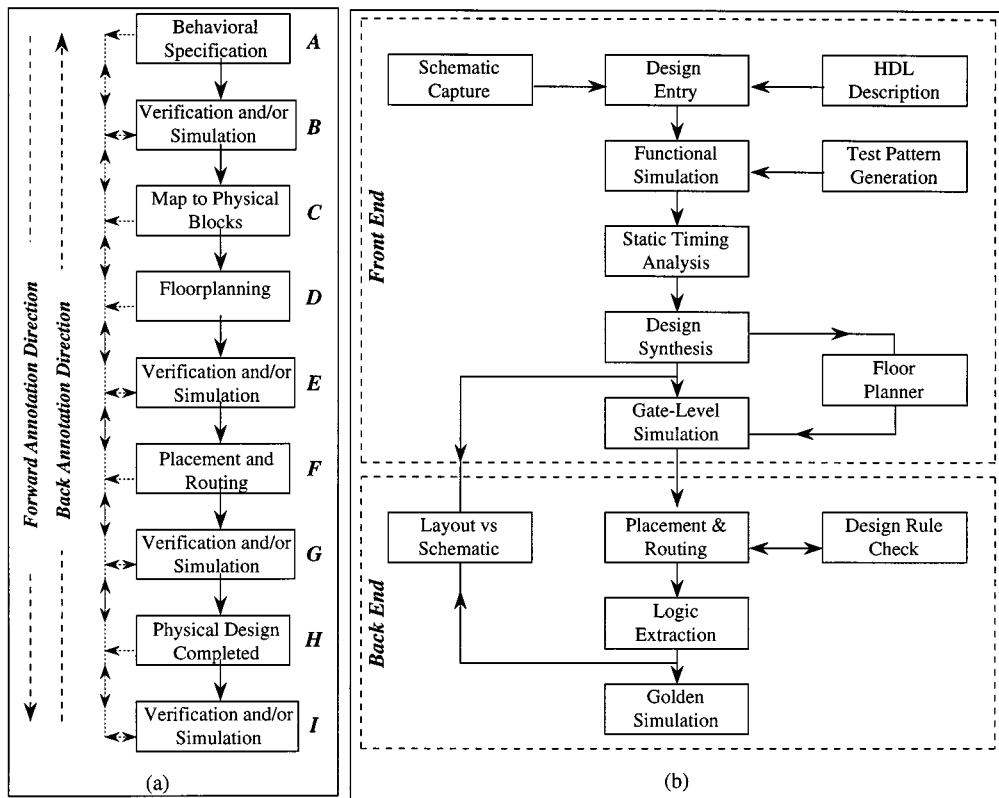 Behavioral
Specification
A
Verification and/or
Simulation
B
Map to Physical
Blocks
C
Floorplanning
D
Verification and/or
Simulation
E
Placement and
Routing
F
Verification and/or
Simulation
G
Physical Design
Completed
H
Verification and/or
Simulation
I
Forward Annotation Direction
Back Annotation Direction
(a)
Front End
Schematic
Capture
Design
Entry
HDL
Description
Functional
Simulation
Test Pattern
Generation
Static Timing
Analysis
Design
Synthesis
Floor
Planner
Gate-Level
Simulation
Back End
Layout vs
Schematic
Placement &
Routing
Design Rule
Check
Logic
Extraction
Golden
Simulation
(b)